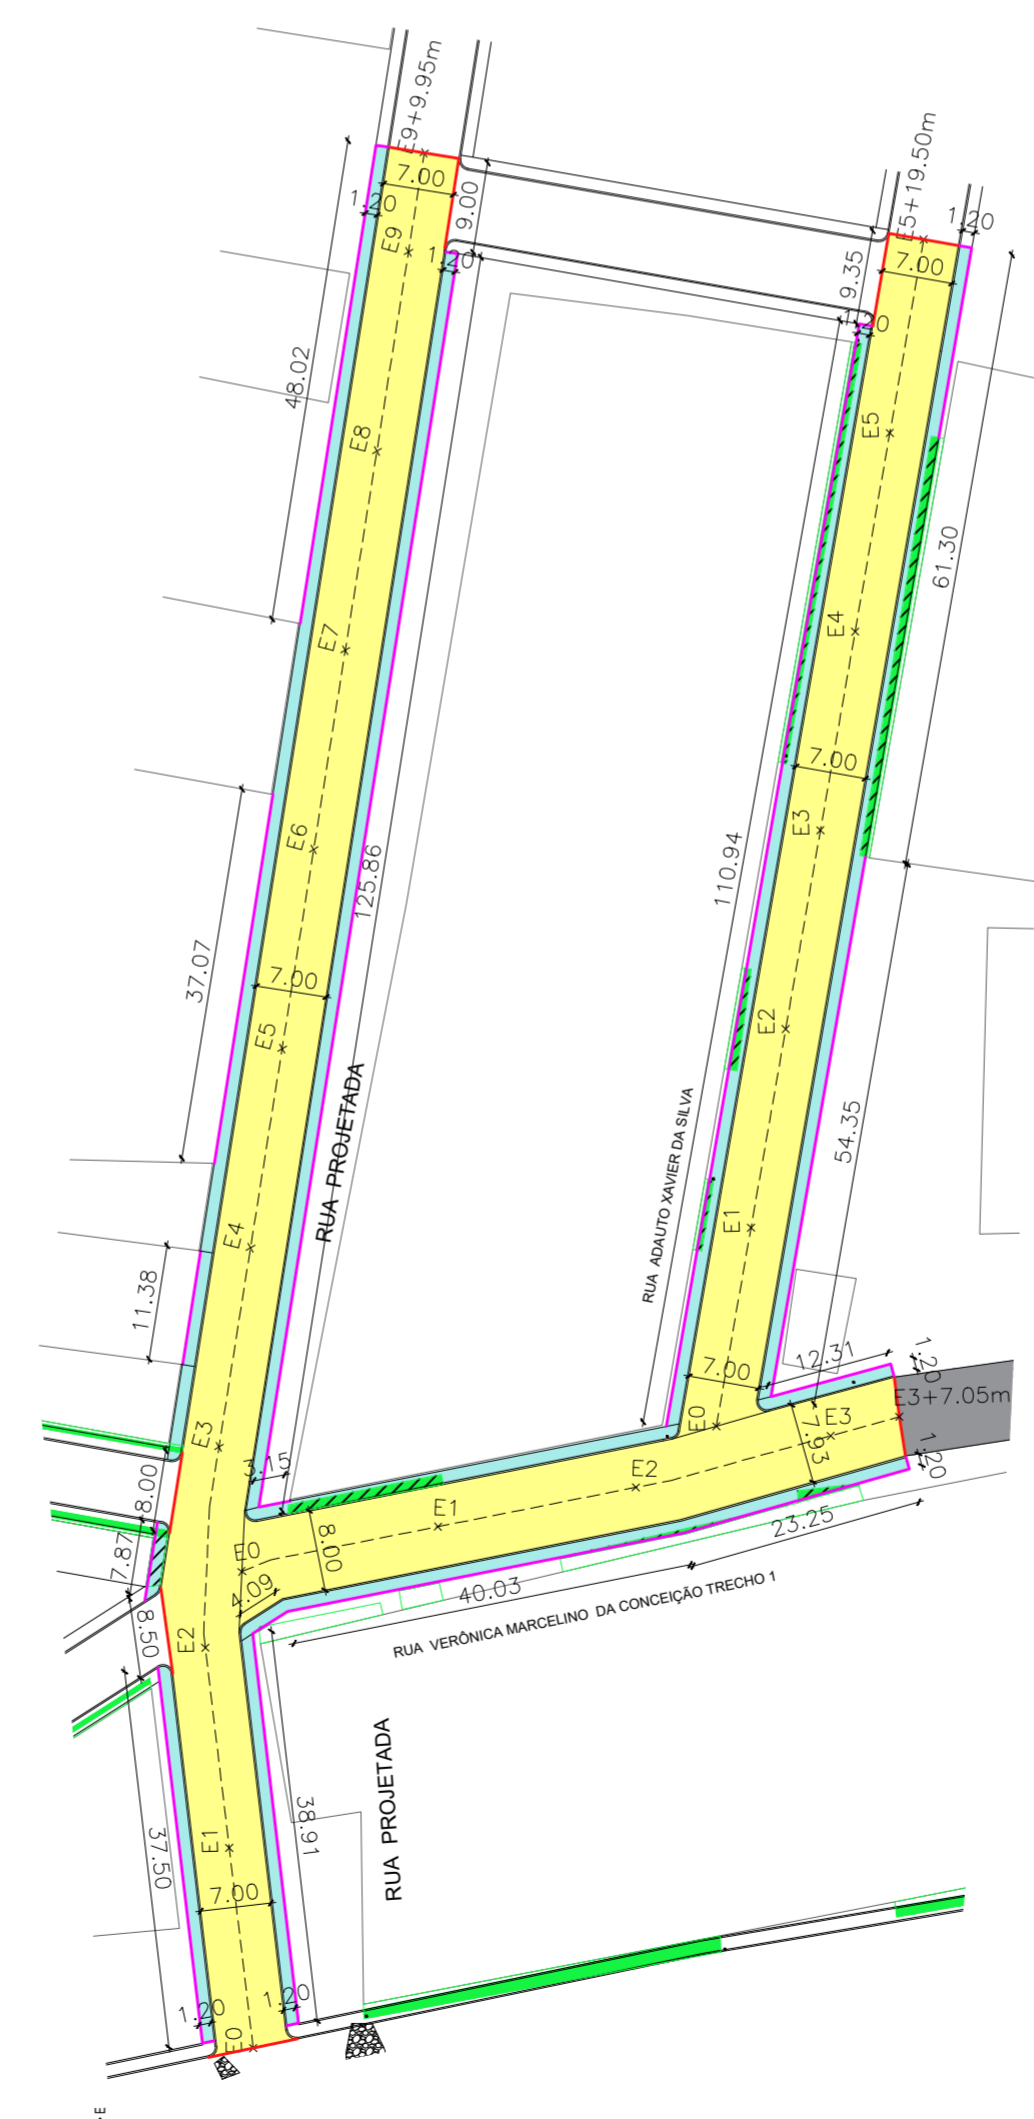 E9+9.95m
7.00
1.20
9.00
E9
1.20
E5+19.50m
1.20
7.00
9.35
1.20
48.02
E8
E5
61.30
E7
E4
7.00
E6
E3
125.86
110.94
37.07
7.00
E5
E2
RUA PROJETADA
RUA ADAUTO XAVIER DA SILVA
54.35
E4
E1
11.38
7.00
12.31
1.20
E0
E3+7.05m
E3
7.93
1.20
E3
3.15
8.00
E2
E1
8.00
23.25
7.87
E0
4.09
40.03
RUA VERÔNICA MARCELINO DA CONCEIÇÃO TRECHO 1
8.50
E2
RUA PROJETADA
38.91
E1
37.50
7.00
1.20
1.20
E0
E